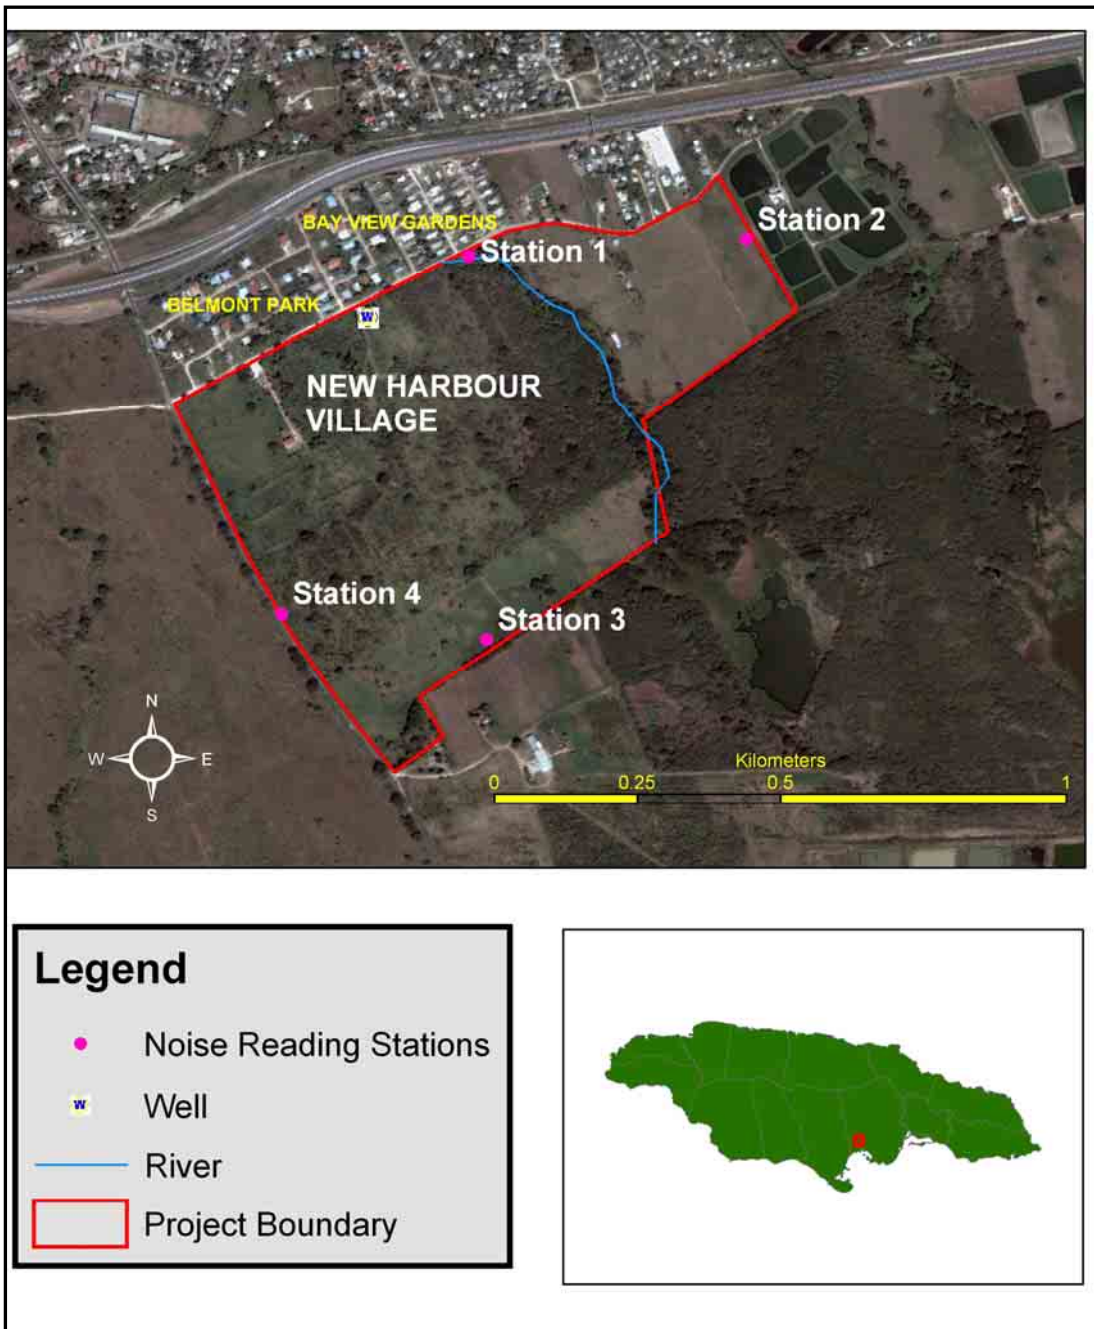 BAY VIEW GARDENS
Station 2
Station 1
BELMONT PARK
W
NEW HARBOUR
VILLAGE
Station 4
Station 3
N
W E
S
Kilometers
0 0.25 0.5 1
Legend
Noise Reading Stations
W
Well
River
Project Boundary